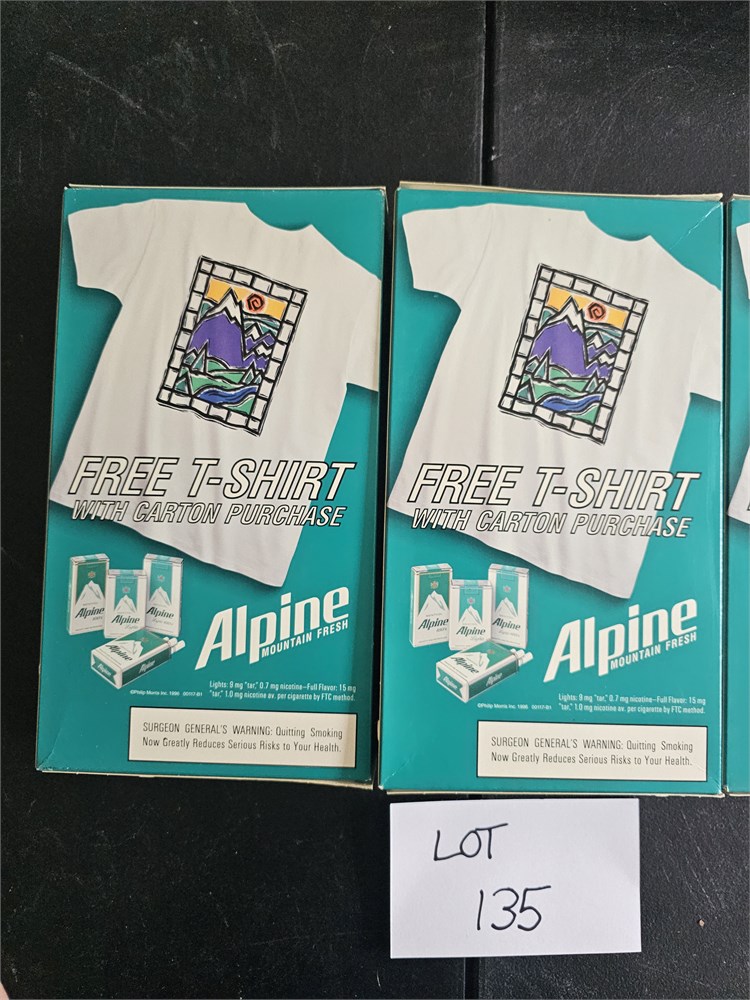 FREE T-SHIRT
WITH CARTON PURCHASE
Alpine
MOUNTAIN FRESH
Lights: 9 mg "tar," 0.7 mg nicotine–Full Flavor: 15 mg
"tar," 1.0 mg nicotine av. per cigarette by FTC method.
SURGEON GENERAL'S WARNING: Quitting Smoking
Now Greatly Reduces Serious Risks to Your Health.
FREE T-SHIRT
WITH CARTON PURCHASE
Alpine
MOUNTAIN FRESH
Lights: 9 mg "tar," 0.7 mg nicotine–Full Flavor: 15 mg
"tar," 1.0 mg nicotine av. per cigarette by FTC method.
SURGEON GENERAL'S WARNING: Quitting Smoking
Now Greatly Reduces Serious Risks to Your Health.
LOT
135